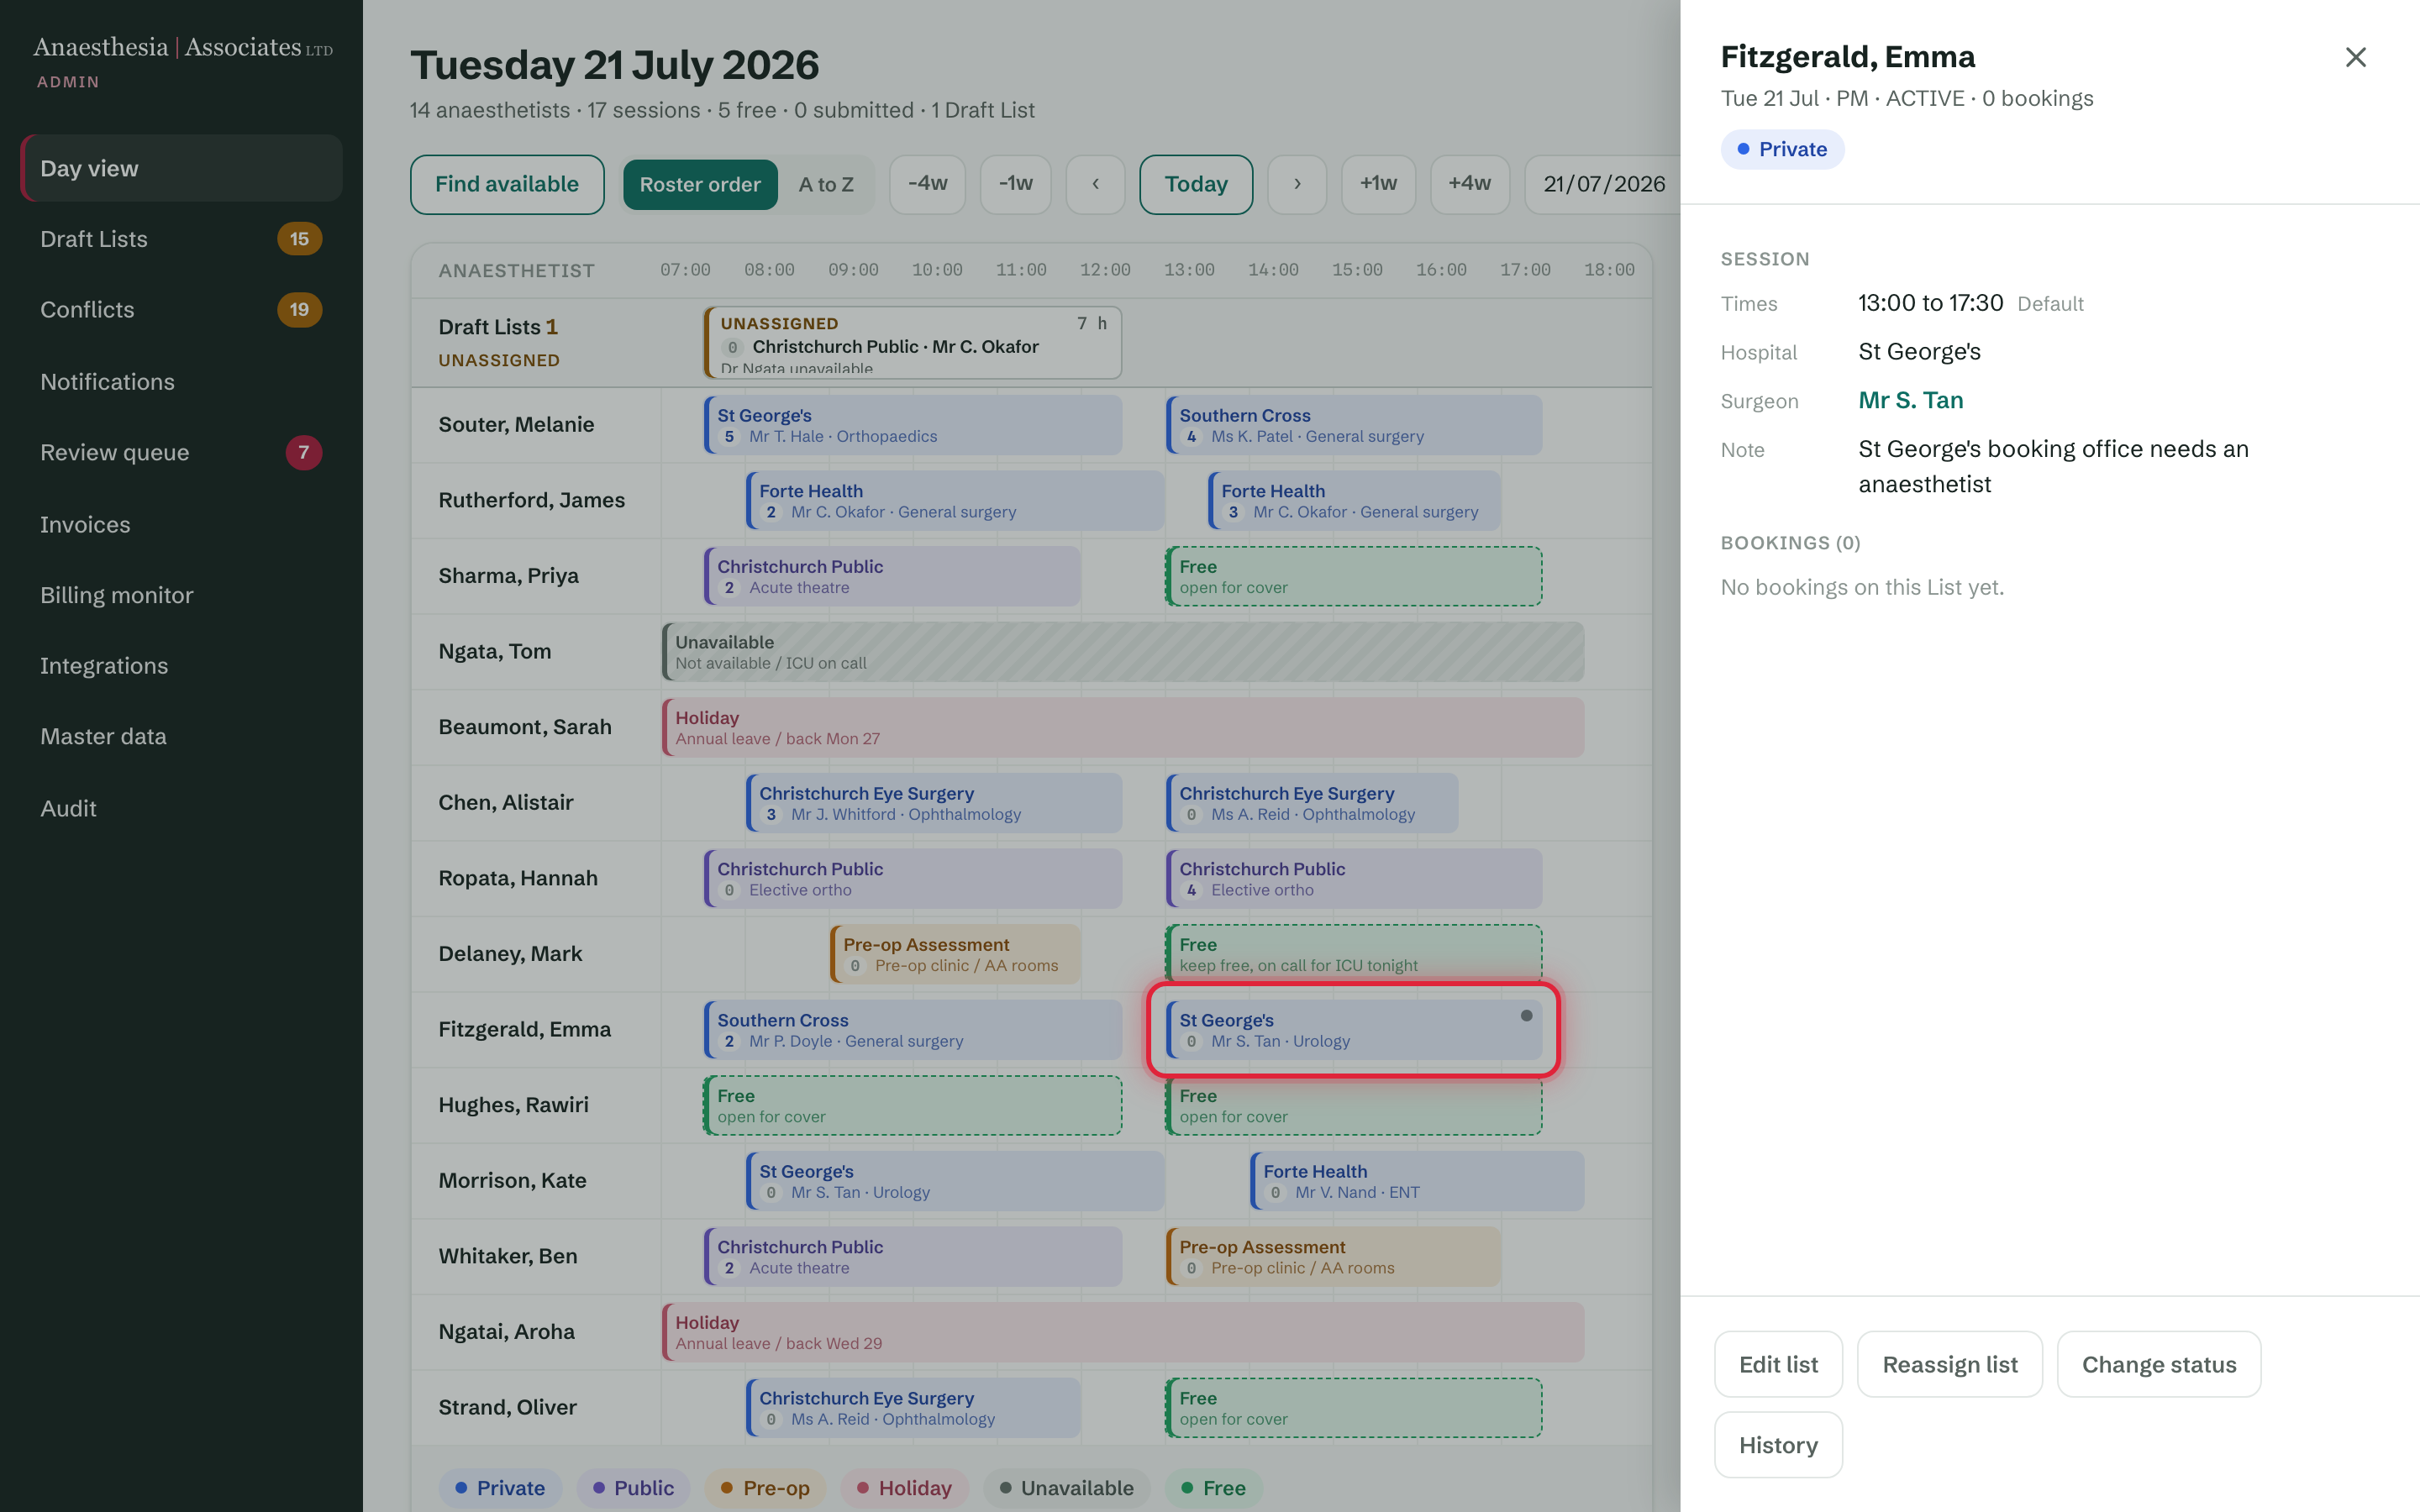 Anaesthesia | Associates LTD
ADMIN
Day view
Draft Lists 15
Conflicts 19
Notifications
Review queue 7
Invoices
Billing monitor
Integrations
Master data
Audit
Tuesday 21 July 2026
14 anaesthetists · 17 sessions · 5 free · 0 submitted · 1 Draft List
Find available Roster order A to Z -4w -1w ‹ Today › +1w +4w 21/07/2026
ANAESTHETIST 07:00 08:00 09:00 10:00 11:00 12:00 13:00 14:00 15:00 16:00 17:00 18:00
Draft Lists 1
UNASSIGNED
UNASSIGNED 7 h
0 Christchurch Public · Mr C. Okafor
Dr Ngata unavailable
Souter, Melanie
St George's
5 Mr T. Hale · Orthopaedics
Southern Cross
4 Ms K. Patel · General surgery
Rutherford, James
Forte Health
2 Mr C. Okafor · General surgery
Forte Health
3 Mr C. Okafor · General surgery
Sharma, Priya
Christchurch Public
2 Acute theatre
Free
open for cover
Ngata, Tom
Unavailable
Not available / ICU on call
Beaumont, Sarah
Holiday
Annual leave / back Mon 27
Chen, Alistair
Christchurch Eye Surgery
3 Mr J. Whitford · Ophthalmology
Christchurch Eye Surgery
0 Ms A. Reid · Ophthalmology
Ropata, Hannah
Christchurch Public
0 Elective ortho
Christchurch Public
4 Elective ortho
Delaney, Mark
Pre-op Assessment
0 Pre-op clinic / AA rooms
Free
keep free, on call for ICU tonight
Fitzgerald, Emma
Southern Cross
2 Mr P. Doyle · General surgery
St George's
0 Mr S. Tan · Urology
Hughes, Rawiri
Free
open for cover
Free
open for cover
Morrison, Kate
St George's
0 Mr S. Tan · Urology
Forte Health
0 Mr V. Nand · ENT
Whitaker, Ben
Christchurch Public
2 Acute theatre
Pre-op Assessment
0 Pre-op clinic / AA rooms
Ngatai, Aroha
Holiday
Annual leave / back Wed 29
Strand, Oliver
Christchurch Eye Surgery
0 Ms A. Reid · Ophthalmology
Free
open for cover
Private Public Pre-op Holiday Unavailable Free
Fitzgerald, Emma
Tue 21 Jul · PM · ACTIVE · 0 bookings
Private
SESSION
Times 13:00 to 17:30 Default
Hospital St George's
Surgeon Mr S. Tan
Note St George's booking office needs an
anaesthetist
BOOKINGS (0)
No bookings on this List yet.
Edit list Reassign list Change status
History